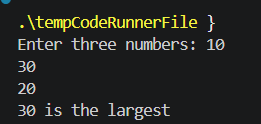 .\tempCodeRunnerFile }
Enter three numbers: 10
30
20
30 is the largest